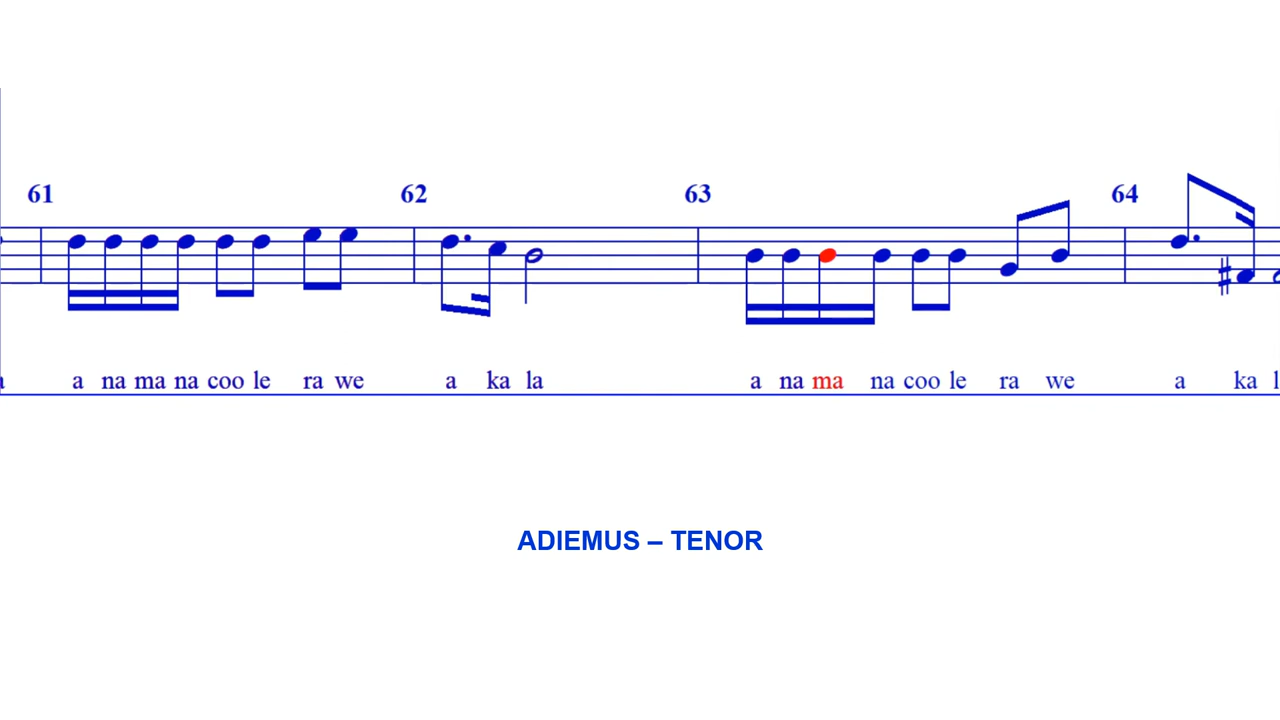 61 62 63 64
a na ma na coo le ra we a ka la a na ma na coo le ra we a ka
ADIEMUS – TENOR